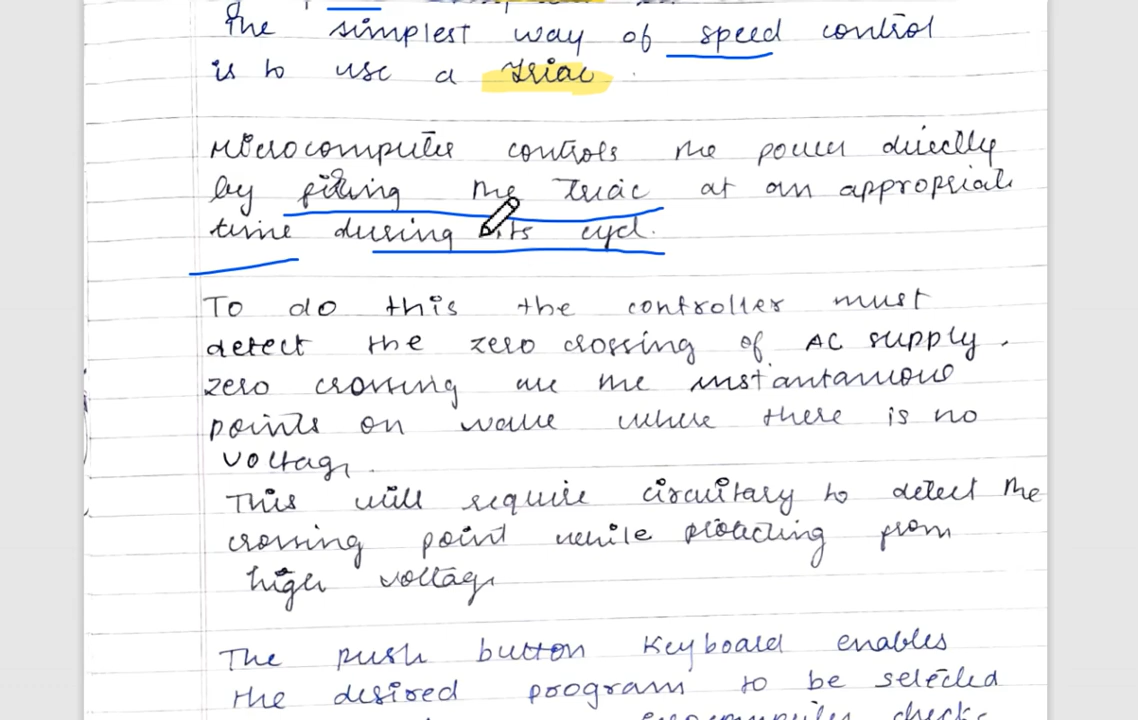 The simplest way of speed control
is to use a triac
Microcomputer controls the power directly
by firing the Triac at an appropriate
time during its cycl.
To do this the controller must
detect the zero crossing of AC supply.
zero crossing are the instantaneous
points on wave where there is no
voltage.
This will require circuitary to detect the
crossing point while protecting from
high voltage
The push button Keyboard enables
the desired program to be selected
check